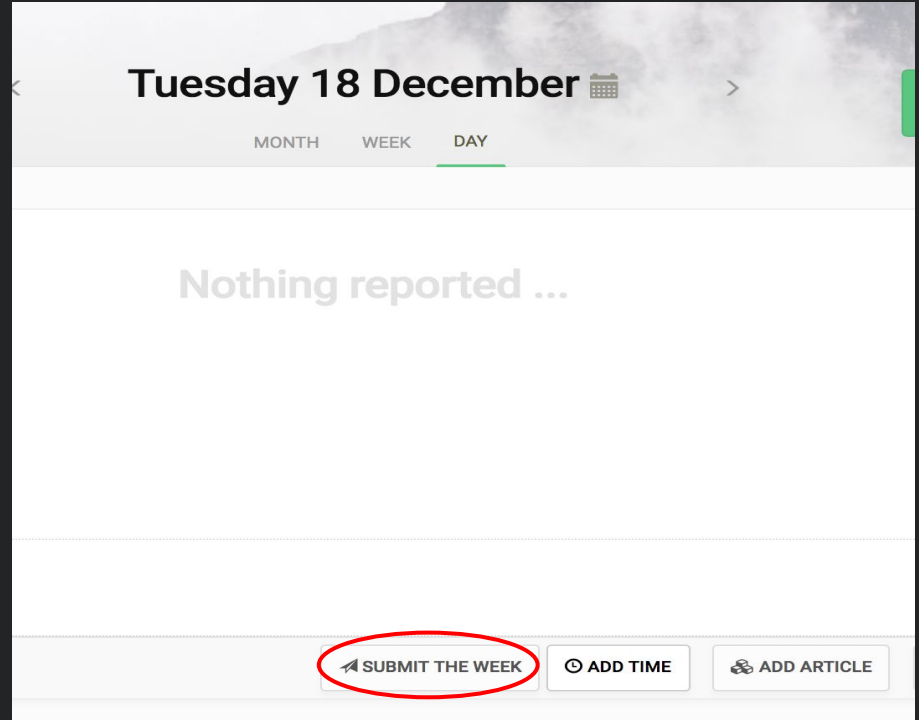 Tuesday 18 December
MONTH WEEK DAY
Nothing reported ...
SUBMIT THE WEEK ADD TIME ADD ARTICLE